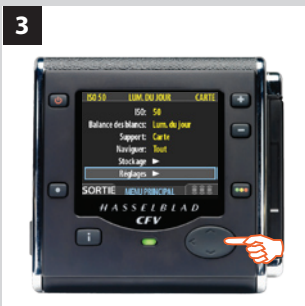 3
ISO 50 LUM. DU JOUR CARTE
ISO: 50
Balance des blancs: Lum. du jour
Support: Carte
Naviguer: Tout
Stockage ►
Réglages ►
SORTIE MENU PRINCIPAL
i
HASSELBLAD
CFV